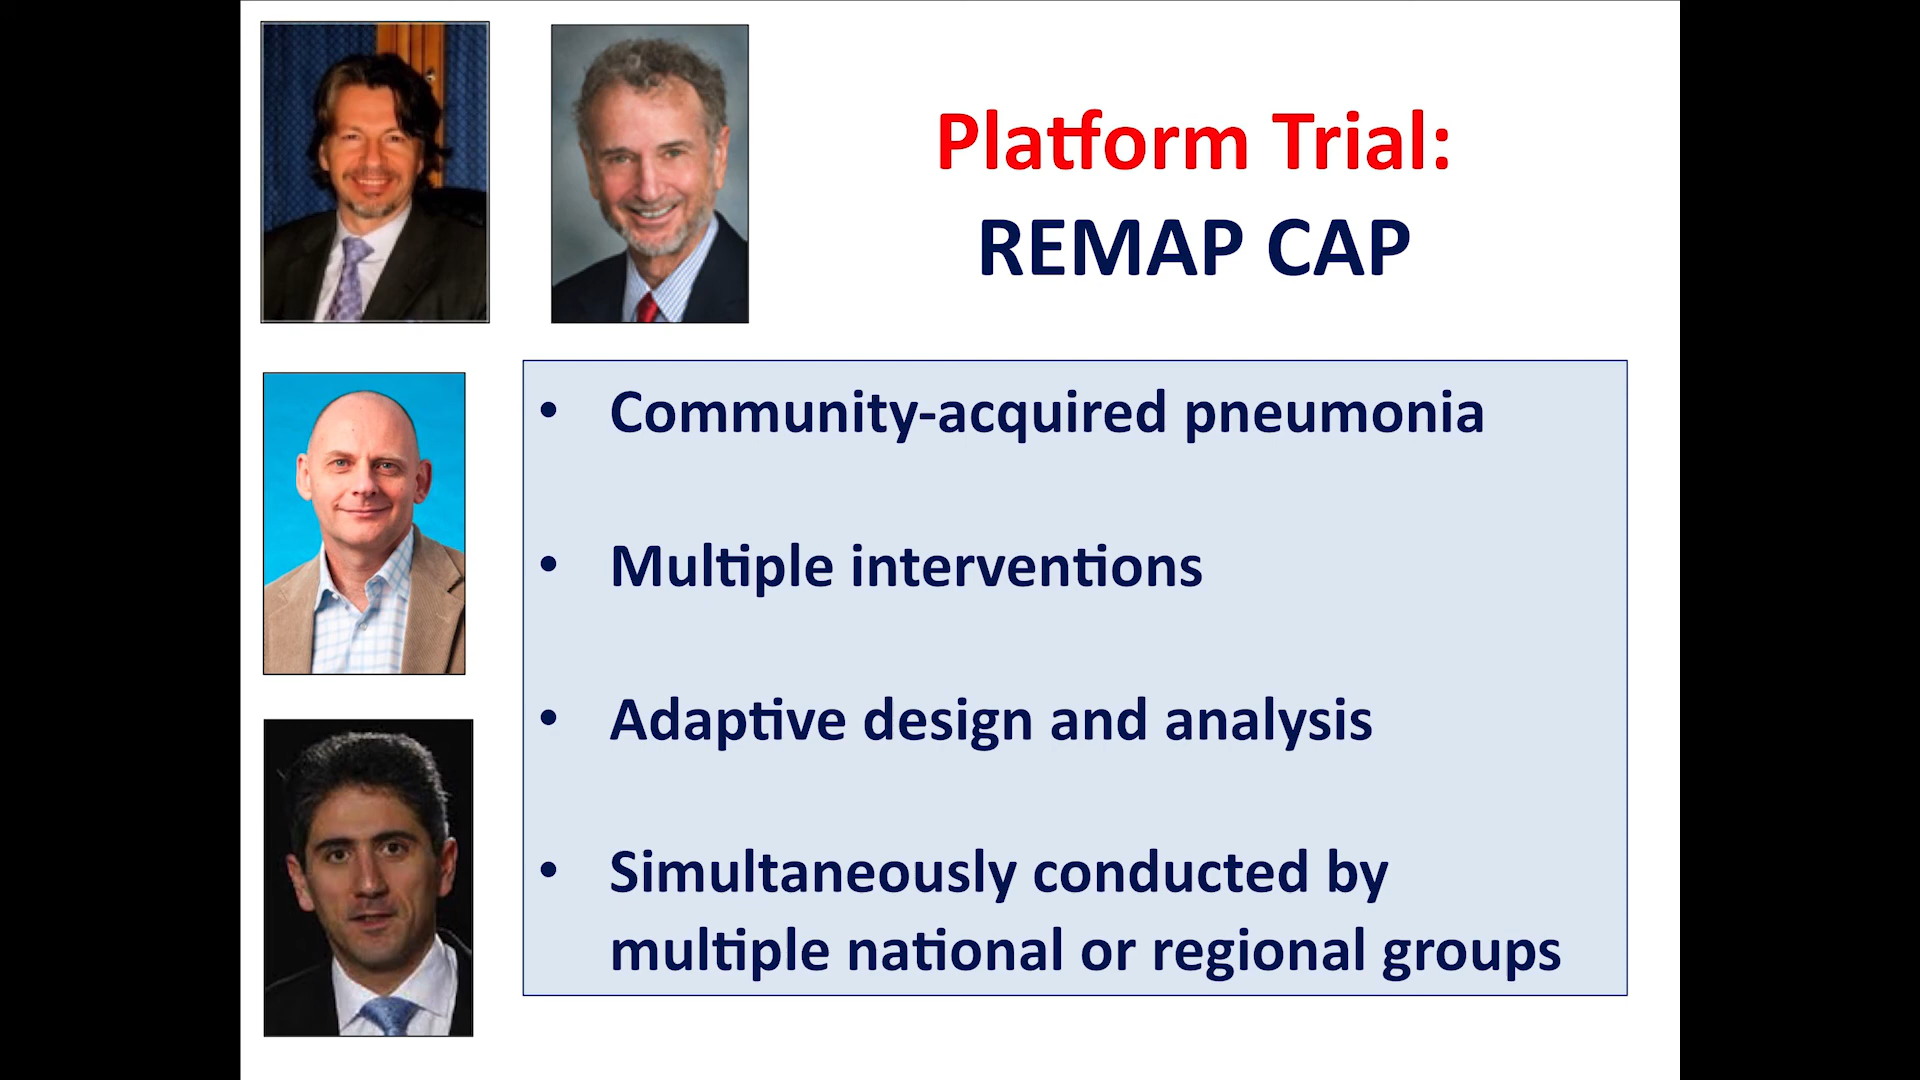 Platform Trial:
REMAP CAP
• Community-acquired pneumonia
• Multiple interventions
• Adaptive design and analysis
• Simultaneously conducted by
multiple national or regional groups